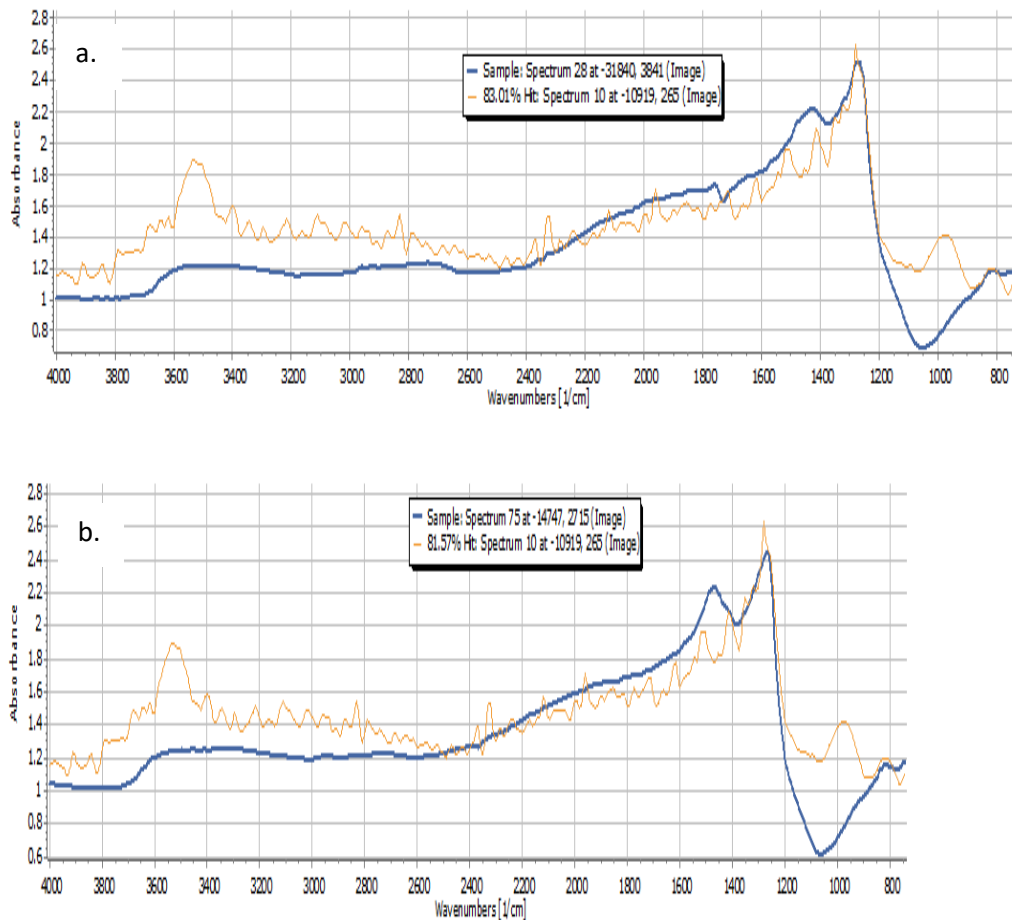 a.
2.8
2.6
2.4
2.2
2
1.8
1.6
1.4
1.2
1
0.8
Absorbance
Sample: Spectrum 28 at -31840, 3841 (Image)
83.01% Hit: Spectrum 10 at -10919, 265 (Image)
4000 3800 3600 3400 3200 3000 2800 2600 2400 2200 2000 1800 1600 1400 1200 1000 800
Wavenumbers [1/cm]
b.
2.8
2.6
2.4
2.2
2
1.8
1.6
1.4
1.2
1
0.8
0.6
Absorbance
Sample: Spectrum 75 at -14747, 2715 (Image)
81.57% Hit: Spectrum 10 at -10919, 265 (Image)
4000 3800 3600 3400 3200 3000 2800 2600 2400 2200 2000 1800 1600 1400 1200 1000 800
Wavenumbers [1/cm]